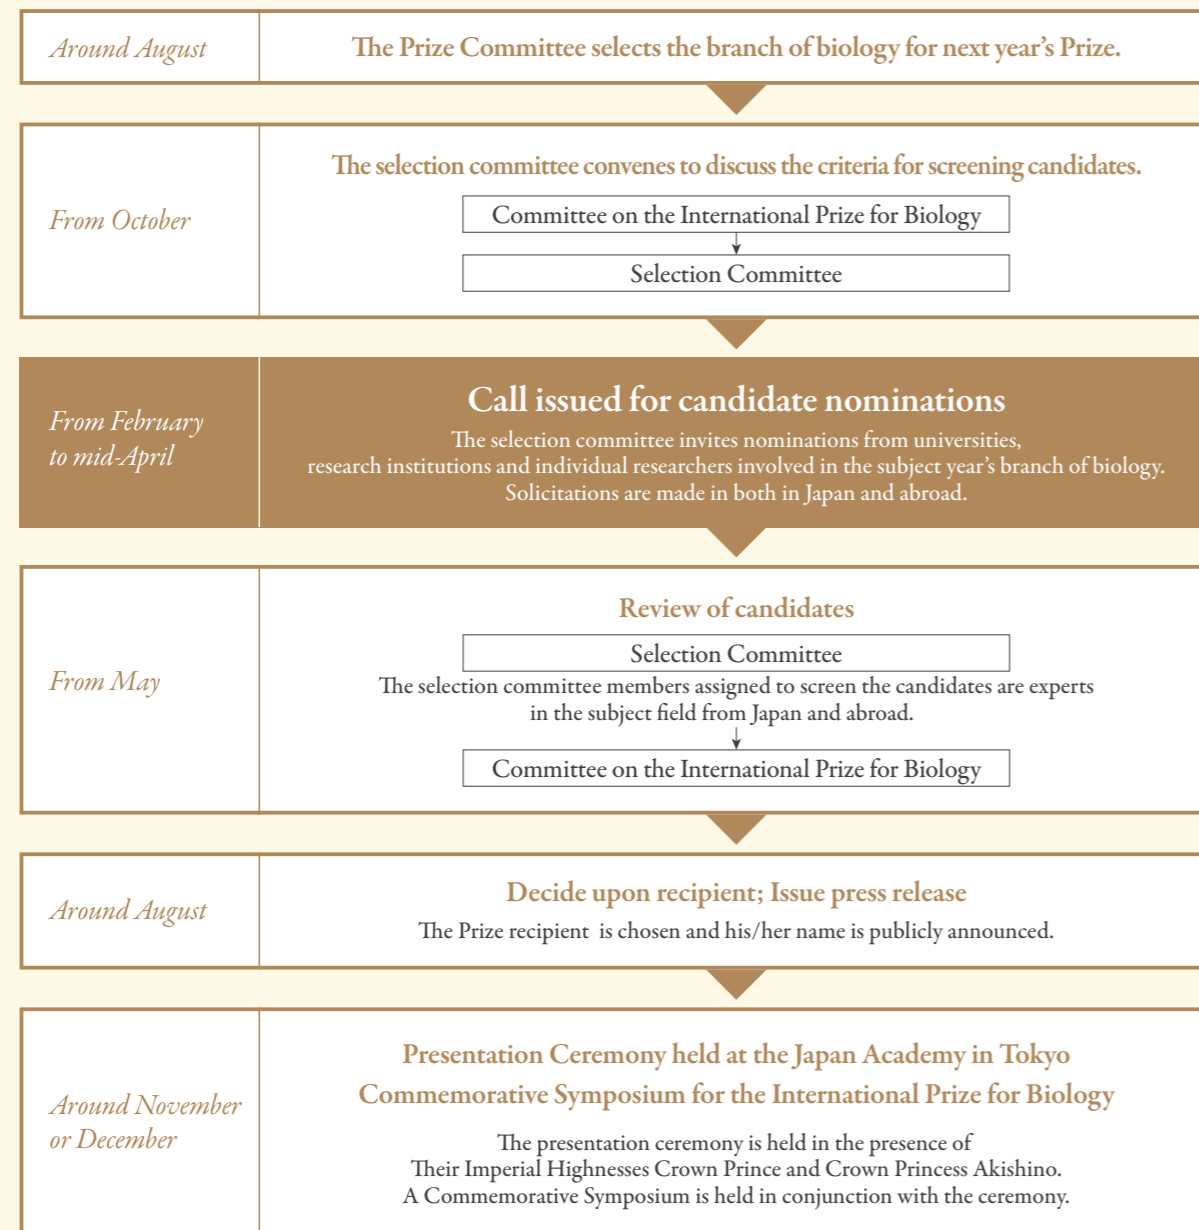 Around August
The Prize Committee selects the branch of biology for next year's Prize.
From October
The selection committee convenes to discuss the criteria for screening candidates.
Committee on the International Prize for Biology
Selection Committee
From February
to mid-April
Call issued for candidate nominations
The selection committee invites nominations from universities,
research institutions and individual researchers involved in the subject year's branch of biology.
Solicitations are made in both in Japan and abroad.
From May
Review of candidates
Selection Committee
The selection committee members assigned to screen the candidates are experts
in the subject field from Japan and abroad.
Committee on the International Prize for Biology
Around August
Decide upon recipient; Issue press release
The Prize recipient is chosen and his/her name is publicly announced.
Around November
or December
Presentation Ceremony held at the Japan Academy in Tokyo
Commemorative Symposium for the International Prize for Biology
The presentation ceremony is held in the presence of
Their Imperial Highnesses Crown Prince and Crown Princess Akishino.
A Commemorative Symposium is held in conjunction with the ceremony.